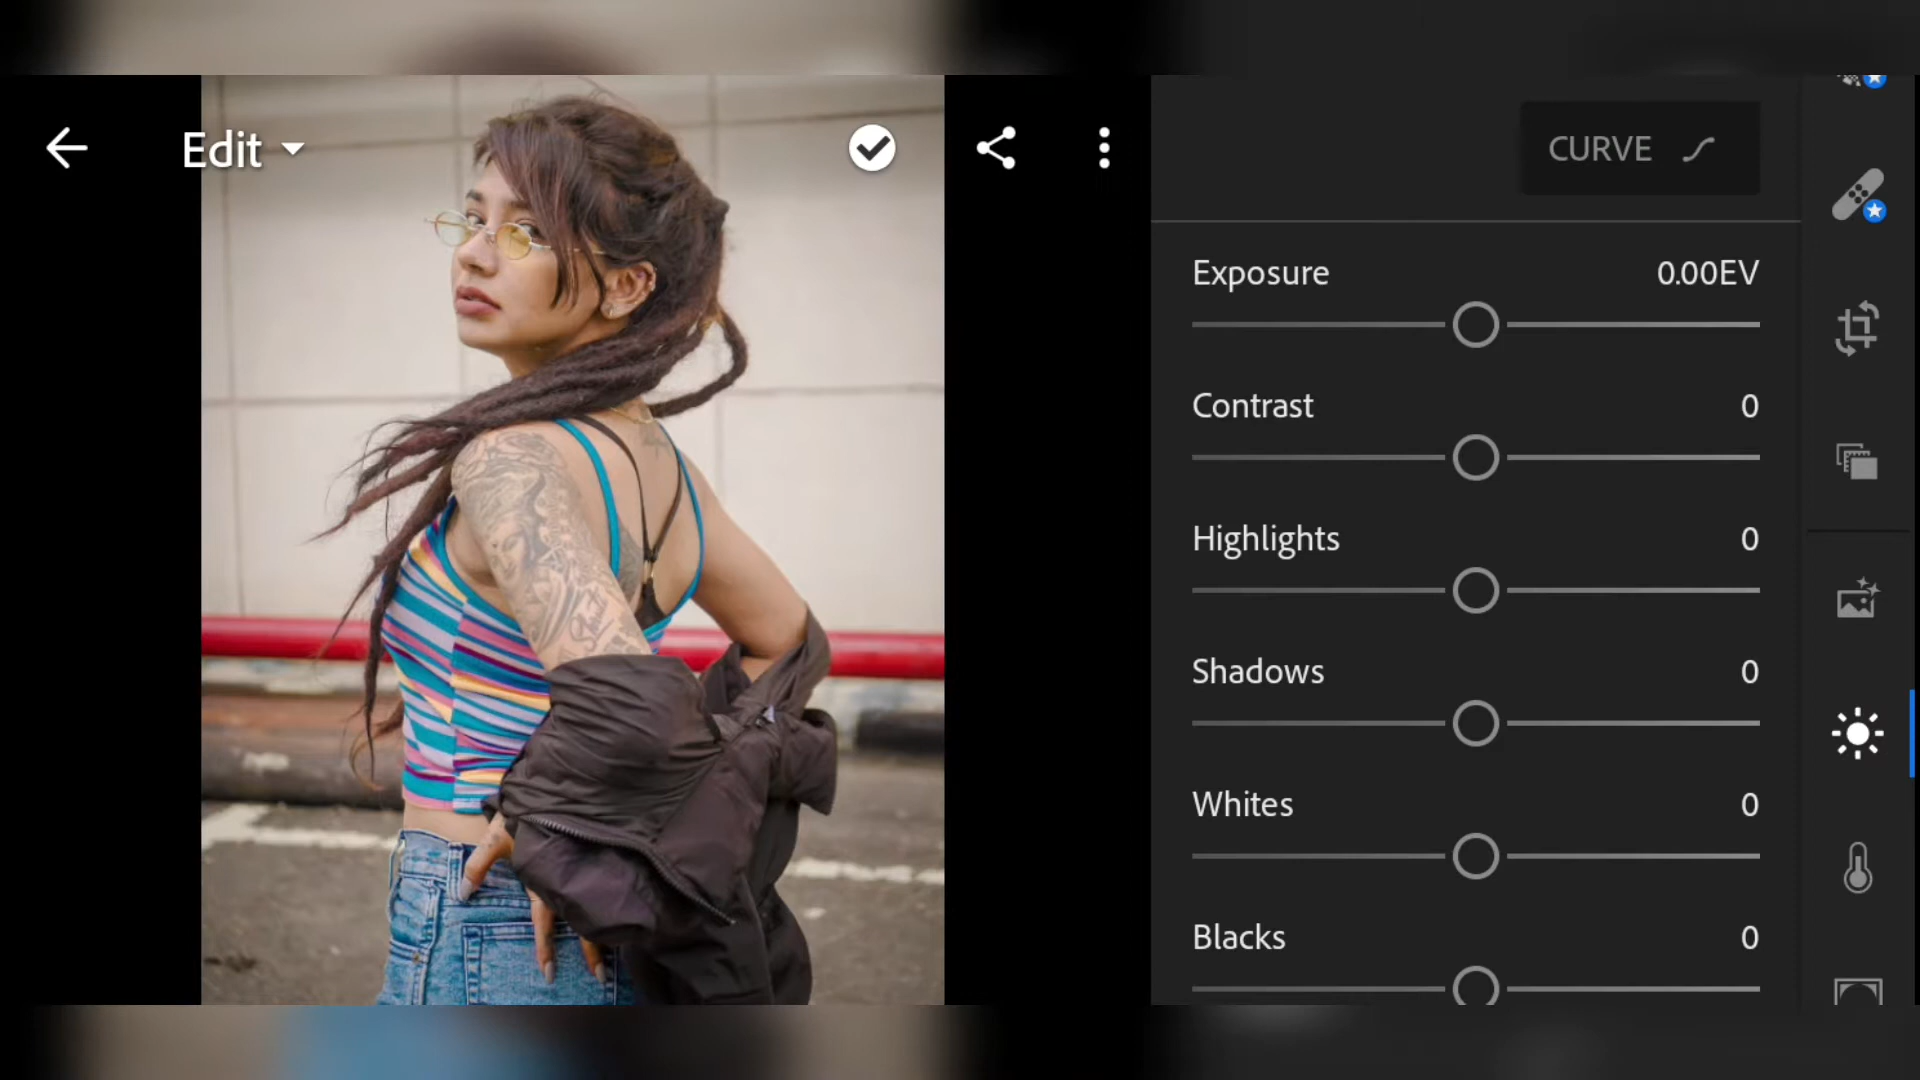 Edit
CURVE
Exposure 0.00EV
Contrast 0
Highlights 0
Shadows 0
Whites 0
Blacks 0